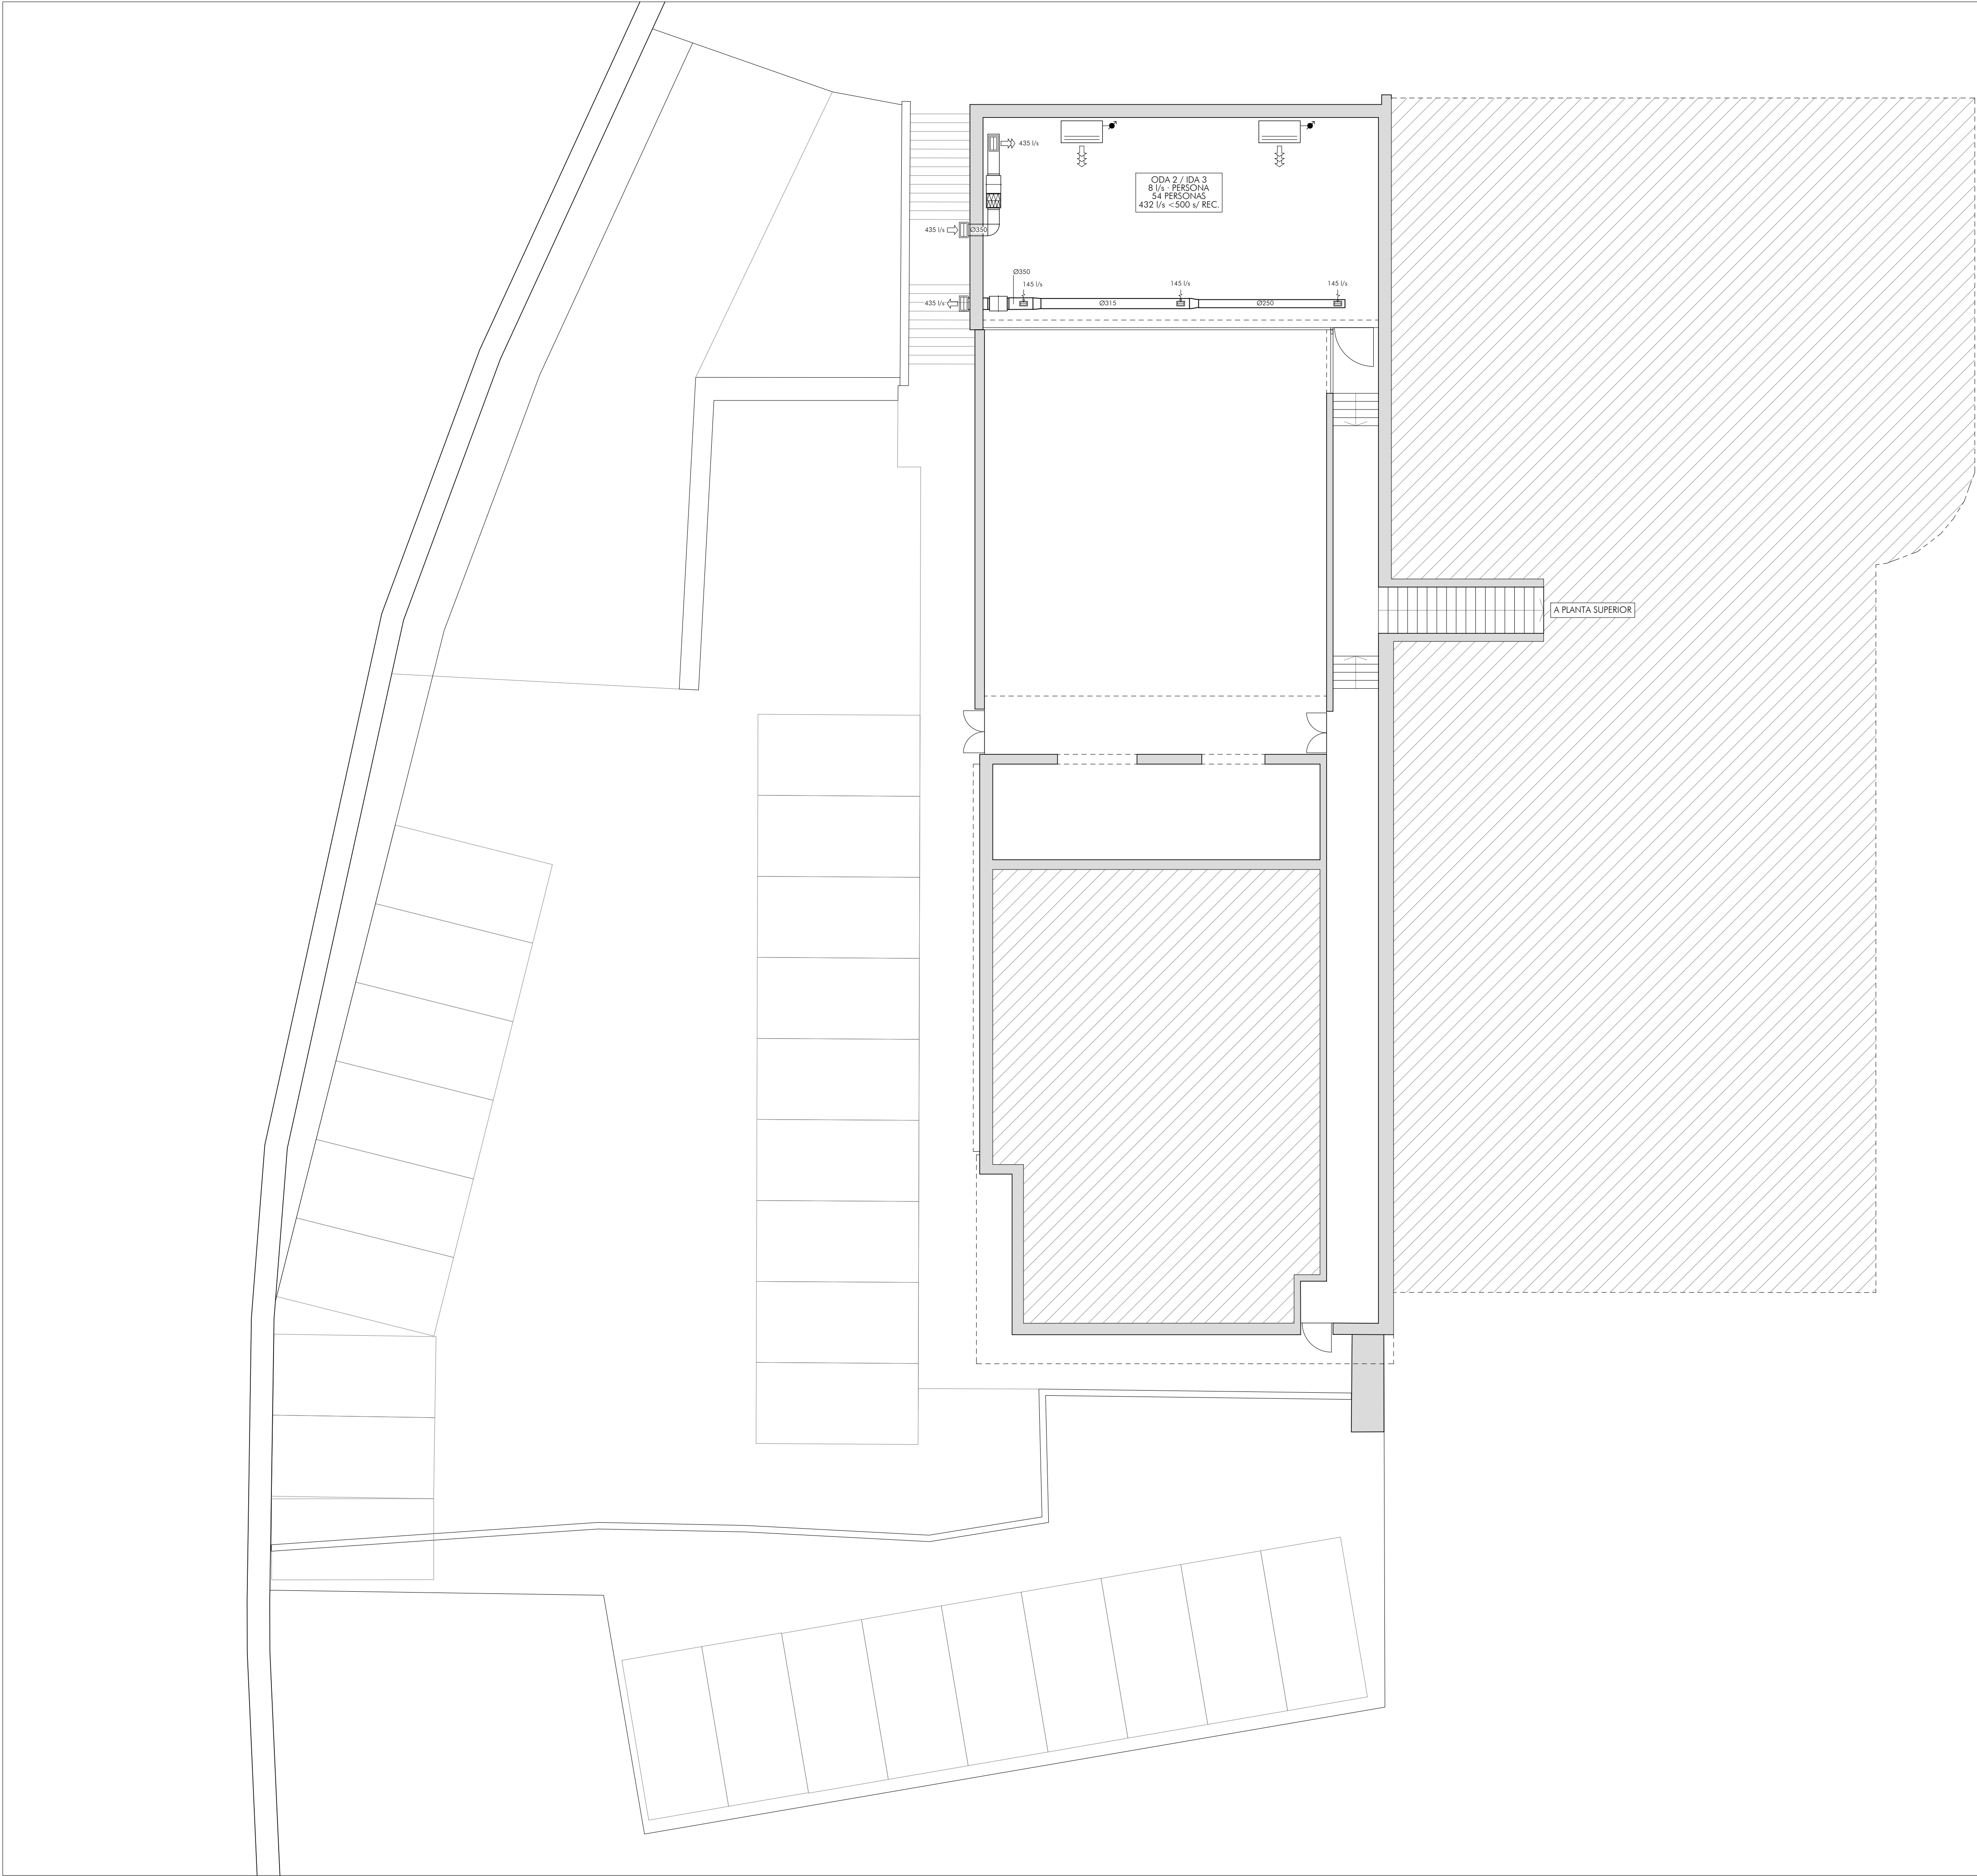 435 l/s
ODA 2 / IDA 3
8 l/s · PERSONA
54 PERSONAS
432 l/s <500 s/ REC.
435 l/s
Ø350
Ø350
145 l/s
145 l/s
145 l/s
435 l/s
Ø315
Ø250
A PLANTA SUPERIOR